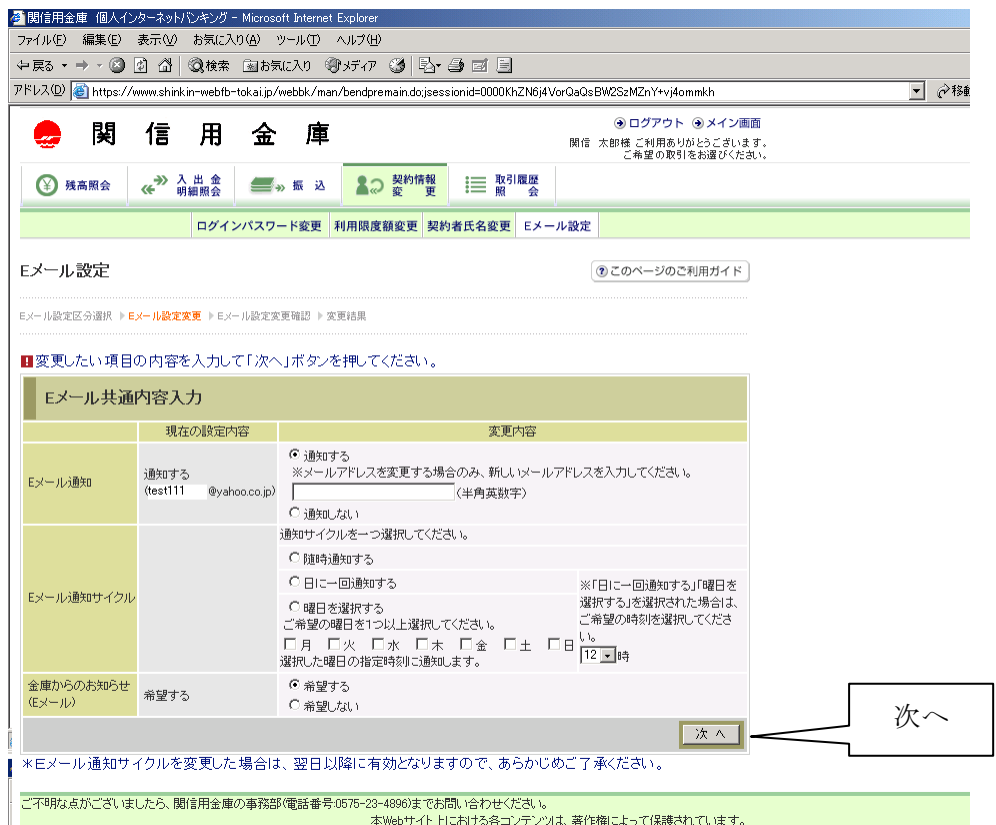 関信用金庫 個人インターネットバンキング - Microsoft Internet Explorer
ファイル(F) 編集(E) 表示(V) お気に入り(A) ツール(T) ヘルプ(H)
戻る 検索 お気に入り メディア
アドレス(D) https://www.shinkin-webfb-tokai.jp/webbk/man/bendpremain.do;jsessionid=0000KhZN6j4VorQaQsBW2SzMZnY+vj4ommkh 移動
関 信 用 金 庫
ログアウト メイン画面
関信 太郎様 ご利用ありがとうございます。
ご希望の取引をお選びください。
残高照会 入出金明細照会 振込 契約情報変更 取引履歴照会
ログインパスワード変更 利用限度額変更 契約者氏名変更 Eメール設定
Eメール設定
このページのご利用ガイド
Eメール設定区分選択 Eメール設定変更 Eメール設定変更確認 変更結果
変更したい項目の内容を入力して「次へ」ボタンを押してください。
Eメール共通内容入力
現在の設定内容 変更内容
Eメール通知
通知する
(test111 @yahoo.co.jp)
通知する
※メールアドレスを変更する場合のみ、新しいメールアドレスを入力してください。
(半角英数字)
通知しない
Eメール通知サイクル
通知サイクルを一つ選択してください。
随時通知する
日に一回通知する
曜日を選択する
ご希望の曜日を1つ以上選択してください。
月 火 水 木 金 土 日
選択した曜日の指定時刻に通知します。
※「日に一回通知する」「曜日を
選択する」を選択された場合は、
ご希望の時刻を選択してくださ
い。
12 時
金庫からのお知らせ
(Eメール)
希望する
希望する
希望しない
次 へ
次へ
*Eメール通知サイクルを変更した場合は、翌日以降に有効となりますので、あらかじめご了承ください。
ご不明な点がございましたら、関信用金庫の事務部(電話番号:0575-23-4896)までお問い合わせください。
本Webサイト上における各コンテンツは、著作権によって保護されています。